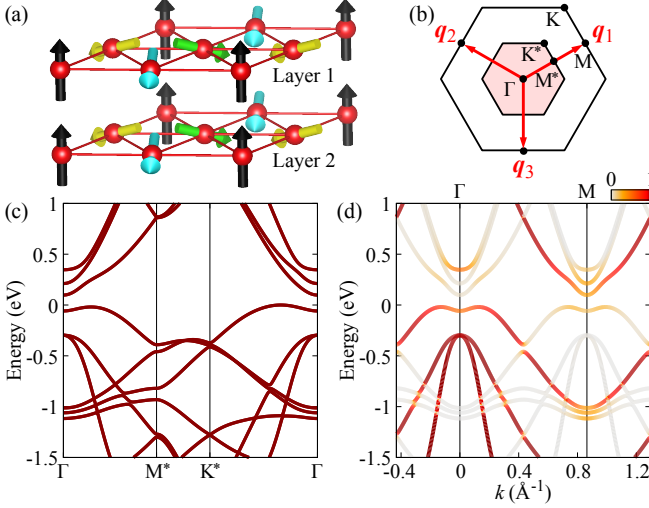 (a)
Layer 1
Layer 2
(b)
K
q₁
q₂
K*
M
M*
Γ
q₃
(c)
Energy (eV)
1
0.5
0
-0.5
-1
-1.5
Γ M* K* Γ
(d)
0 1
Γ M
Energy (eV)
1
0.5
0
-0.5
-1
-1.5
-0.4 0 0.4 0.8 1.2
k (Å⁻¹)